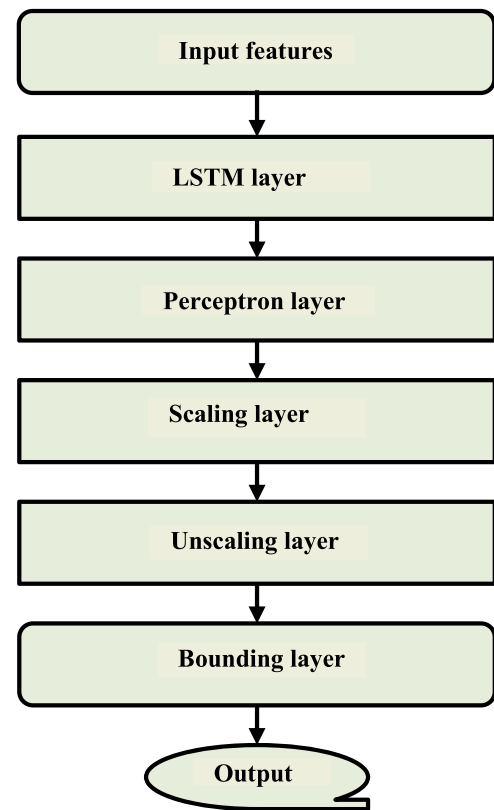 Input features
LSTM layer
Perceptron layer
Scaling layer
Unscaling layer
Bounding layer
Output